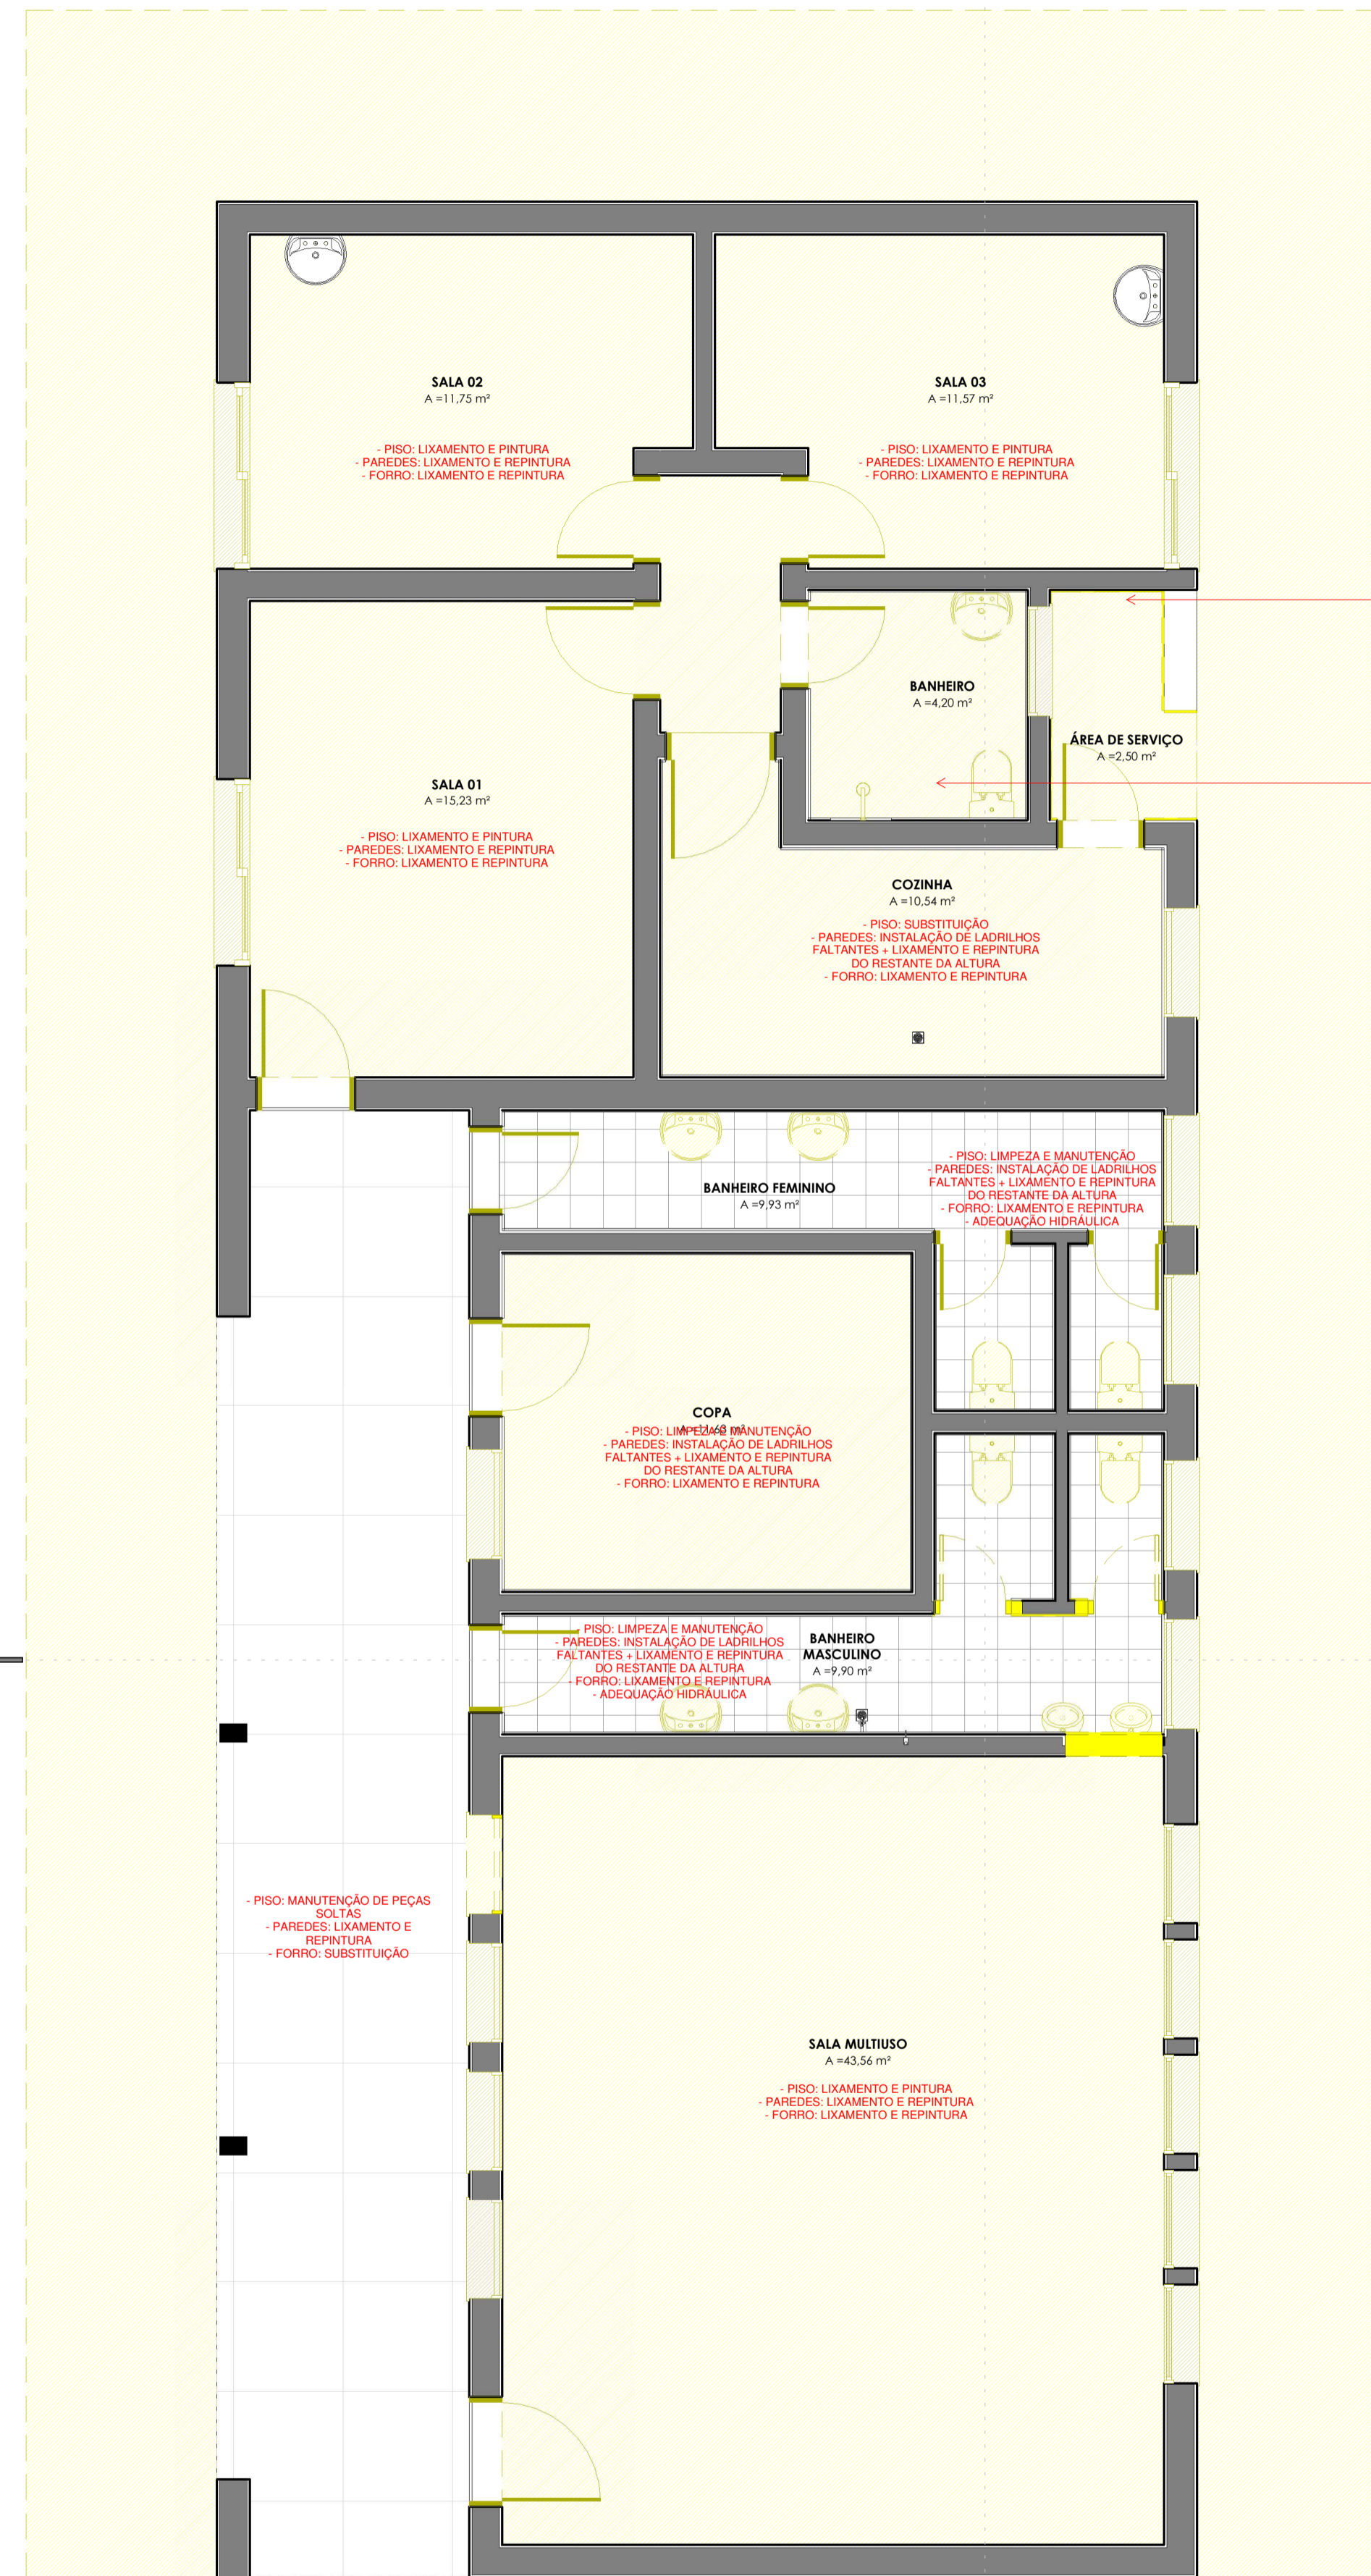 SALA 02
A =11,75 m²
- PISO: LIXAMENTO E PINTURA
- PAREDES: LIXAMENTO E REPINTURA
- FORRO: LIXAMENTO E REPINTURA
SALA 03
A =11,57 m²
- PISO: LIXAMENTO E PINTURA
- PAREDES: LIXAMENTO E REPINTURA
- FORRO: LIXAMENTO E REPINTURA
BANHEIRO
A =4,20 m²
ÁREA DE SERVIÇO
A =2,50 m²
SALA 01
A =15,23 m²
- PISO: LIXAMENTO E PINTURA
- PAREDES: LIXAMENTO E REPINTURA
- FORRO: LIXAMENTO E REPINTURA
COZINHA
A =10,54 m²
- PISO: SUBSTITUIÇÃO
- PAREDES: INSTALAÇÃO DE LADRILHOS
FALTANTES + LIXAMENTO E REPINTURA
DO RESTANTE DA ALTURA
- FORRO: LIXAMENTO E REPINTURA
BANHEIRO FEMININO
A =9,93 m²
- PISO: LIMPEZA E MANUTENÇÃO
- PAREDES: INSTALAÇÃO DE LADRILHOS
FALTANTES + LIXAMENTO E REPINTURA
DO RESTANTE DA ALTURA
- FORRO: LIXAMENTO E REPINTURA
- ADEQUAÇÃO HIDRÁULICA
COPA
A =11,63 m²
- PISO: LIMPEZA E MANUTENÇÃO
- PAREDES: INSTALAÇÃO DE LADRILHOS
FALTANTES + LIXAMENTO E REPINTURA
DO RESTANTE DA ALTURA
- FORRO: LIXAMENTO E REPINTURA
- PISO: LIMPEZA E MANUTENÇÃO
- PAREDES: INSTALAÇÃO DE LADRILHOS
FALTANTES + LIXAMENTO E REPINTURA
DO RESTANTE DA ALTURA
- FORRO: LIXAMENTO E REPINTURA
- ADEQUAÇÃO HIDRÁULICA
BANHEIRO
MASCULINO
A =9,90 m²
- PISO: MANUTENÇÃO DE PEÇAS
SOLTAS
- PAREDES: LIXAMENTO E
REPINTURA
- FORRO: SUBSTITUIÇÃO
SALA MULTIUSO
A =43,56 m²
- PISO: LIXAMENTO E PINTURA
- PAREDES: LIXAMENTO E REPINTURA
- FORRO: LIXAMENTO E REPINTURA